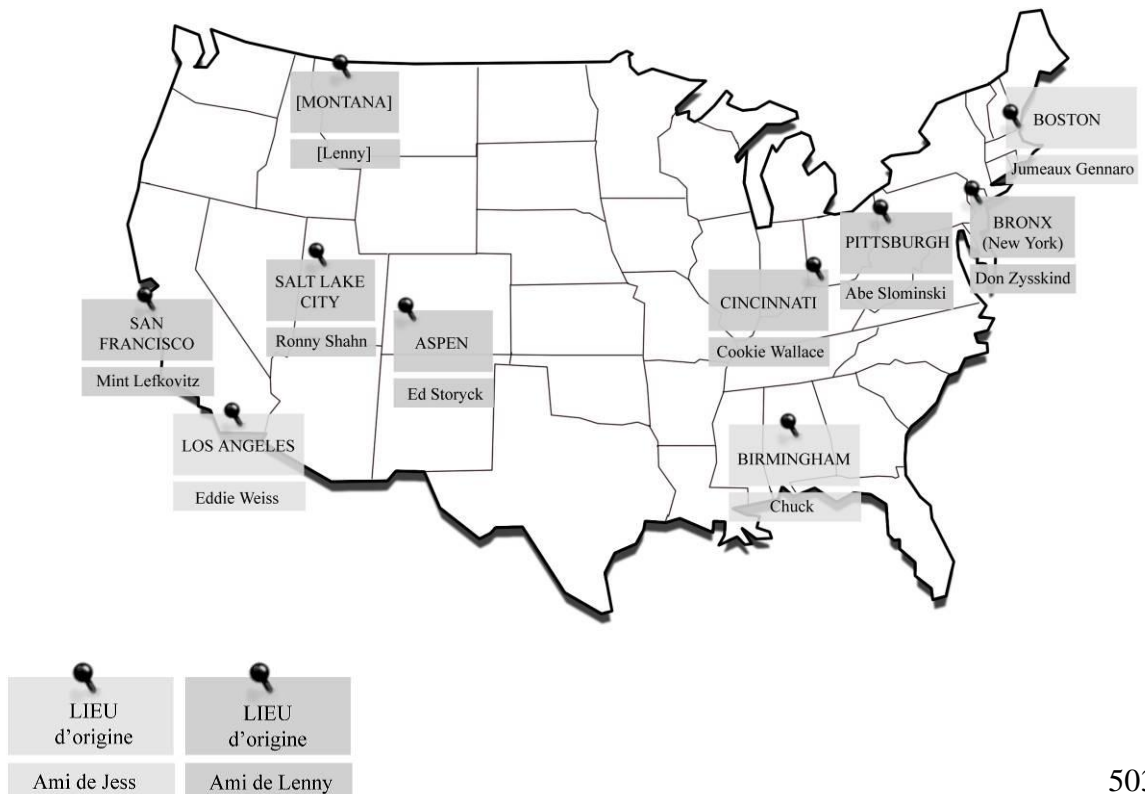 [MONTANA]
[Lenny]
BOSTON
Jumeaux Gennaro
PITTSBURGH
Abe Slominski
BRONX
(New York)
Don Zysskind
SALT LAKE
CITY
Ronny Shahn
CINCINNATI
Cookie Wallace
SAN
FRANCISCO
Mint Lefkovitz
ASPEN
Ed Storyck
LOS ANGELES
Eddie Weiss
BIRMINGHAM
Chuck
LIEU
d’origine
Ami de Jess
LIEU
d’origine
Ami de Lenny